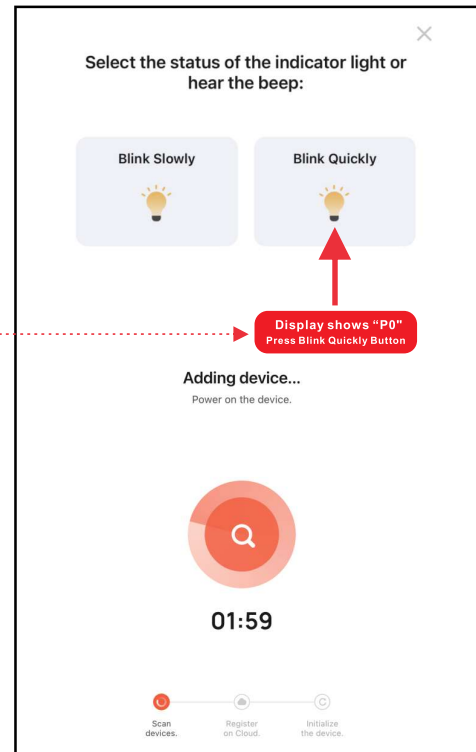 Select the status of the indicator light or
hear the beep:
Blink Slowly
Blink Quickly
Display shows “P0"
Press Blink Quickly Button
Adding device...
Power on the device.
01:59
Scan
devices.
Register
on Cloud.
Initialize
the device.